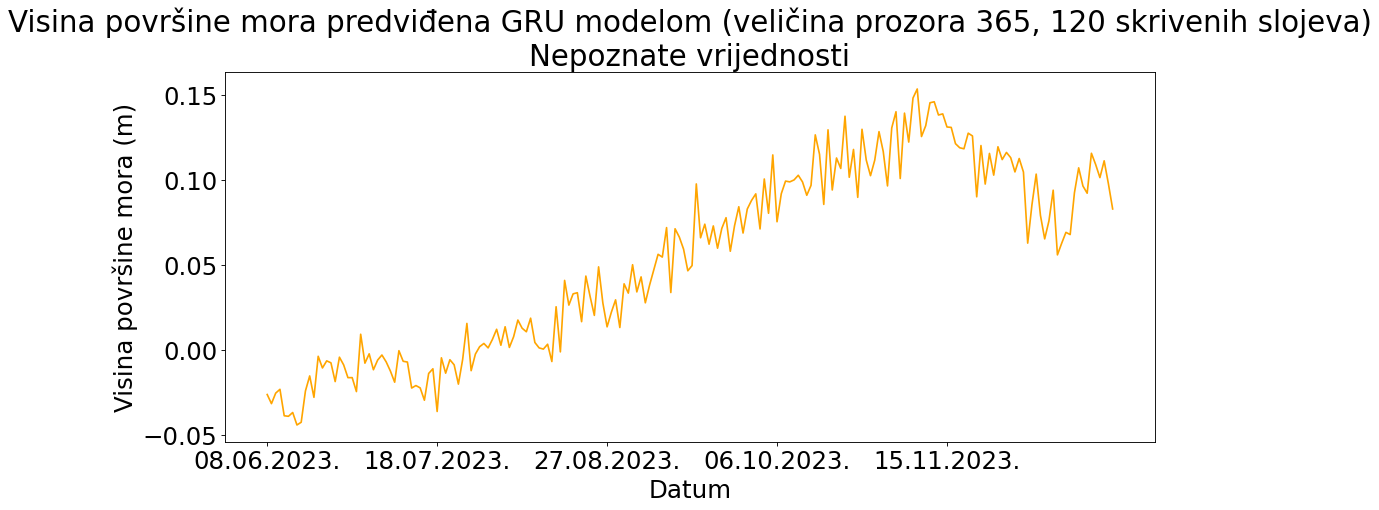 Visina površine mora predviđena GRU modelom (veličina prozora 365, 120 skrivenih slojeva)
Nepoznate vrijednosti
Visina površine mora (m)
0.15
0.10
0.05
0.00
−0.05
08.06.2023. 18.07.2023. 27.08.2023. 06.10.2023. 15.11.2023.
Datum